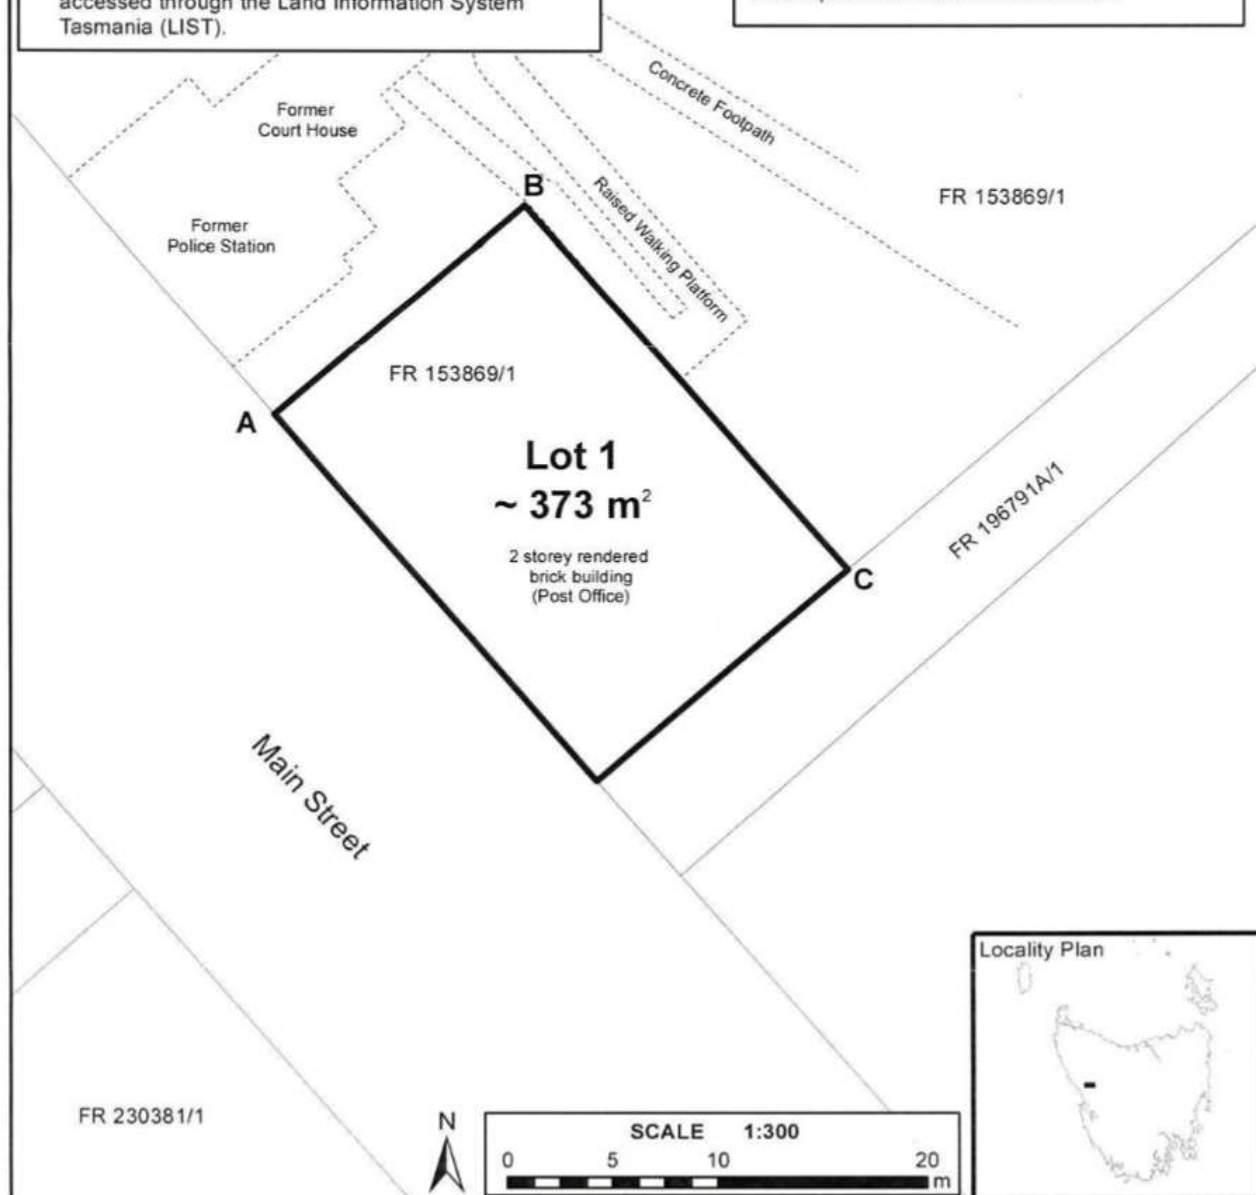 accessed through the Land Information System
Tasmania (LIST).
Former
Court House
Concrete Footpath
B
Raised Walking Platform
FR 153869/1
Former
Police Station
FR 153869/1
A
Lot 1
~ 373 m²
2 storey rendered
brick building
(Post Office)
FR 196791A/1
C
Main Street
Locality Plan
FR 230381/1
N
SCALE 1:300
0 5 10 20
m